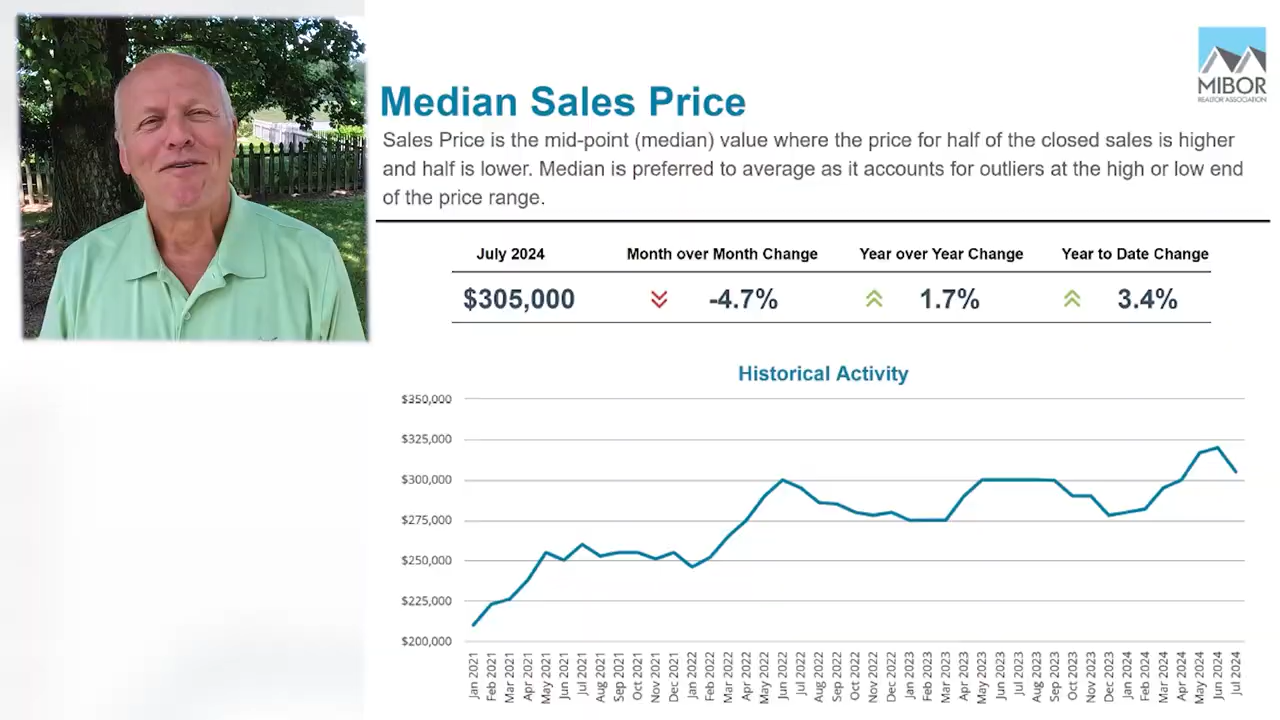 MIBOR
REALTOR ASSOCIATION
Median Sales Price
Sales Price is the mid-point (median) value where the price for half of the closed sales is higher
and half is lower. Median is preferred to average as it accounts for outliers at the high or low end
of the price range.
July 2024 Month over Month Change Year over Year Change Year to Date Change
$305,000 -4.7% 1.7% 3.4%
Historical Activity
$350,000
$325,000
$300,000
$275,000
$250,000
$225,000
$200,000
Jan 2021
Feb 2021
Mar 2021
Apr 2021
May 2021
Jun 2021
Jul 2021
Aug 2021
Sep 2021
Oct 2021
Nov 2021
Dec 2021
Jan 2022
Feb 2022
Mar 2022
Apr 2022
May 2022
Jun 2022
Jul 2022
Aug 2022
Sep 2022
Oct 2022
Nov 2022
Dec 2022
Jan 2023
Feb 2023
Mar 2023
Apr 2023
May 2023
Jun 2023
Jul 2023
Aug 2023
Sep 2023
Oct 2023
Nov 2023
Dec 2023
Jan 2024
Feb 2024
Mar 2024
Apr 2024
May 2024
Jun 2024
Jul 2024